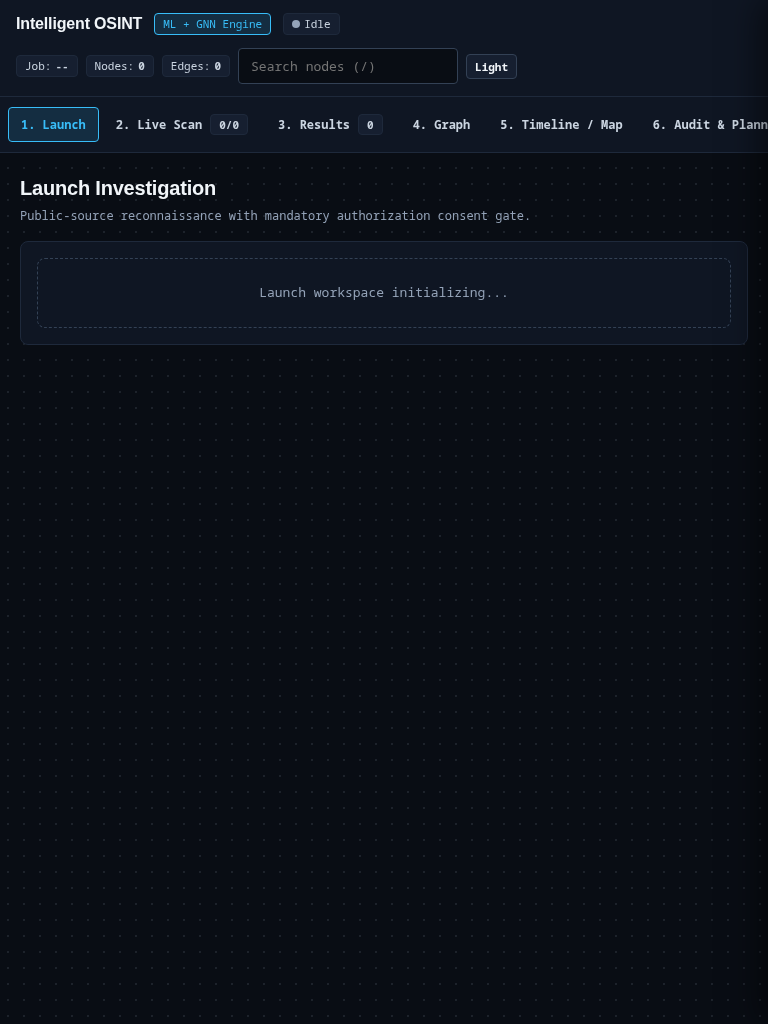 Intelligent OSINT ML + GNN Engine Idle
Job: -- Nodes: 0 Edges: 0 Search nodes (/) Light
1. Launch 2. Live Scan 0/0 3. Results 0 4. Graph 5. Timeline / Map 6. Audit & Plann
Launch Investigation
Public-source reconnaissance with mandatory authorization consent gate.
Launch workspace initializing...